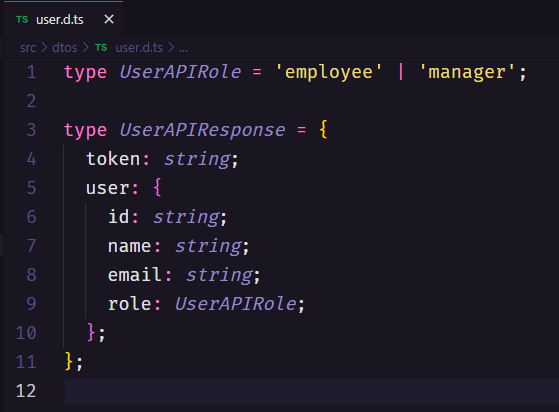 TS user.d.ts ×
src > dtos > TS user.d.ts > ...
1 type UserAPIRole = 'employee' | 'manager';
2
3 type UserAPIResponse = {
4   token: string;
5   user: {
6     id: string;
7     name: string;
8     email: string;
9     role: UserAPIRole;
10   };
11 };
12